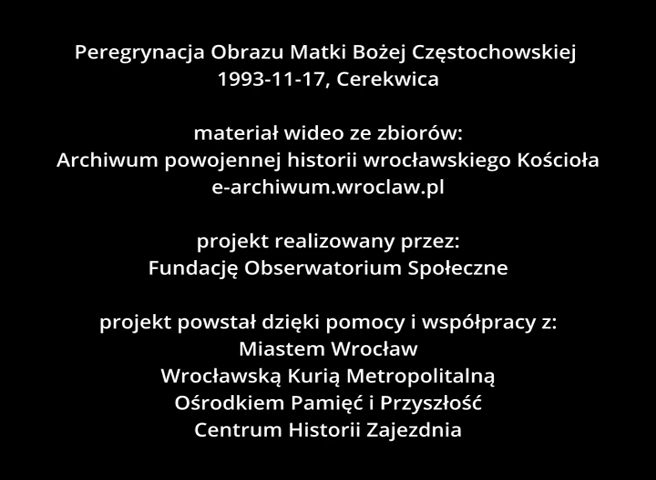 Peregrynacja Obrazu Matki Bożej Częstochowskiej
1993-11-17, Cerekwica
materiał wideo ze zbiorów:
Archiwum powojennej historii wrocławskiego Kościoła
e-archiwum.wroclaw.pl
projekt realizowany przez:
Fundację Obserwatorium Społeczne
projekt powstał dzięki pomocy i współpracy z:
Miastem Wrocław
Wrocławską Kurią Metropolitalną
Ośrodkiem Pamięć i Przyszłość
Centrum Historii Zajezdnia